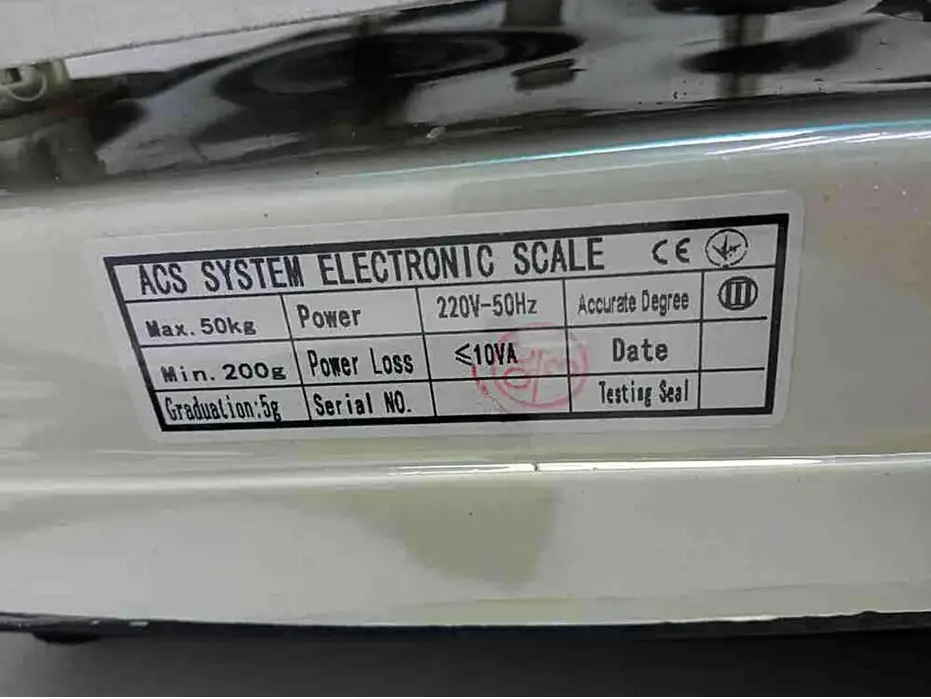 ACS SYSTEM ELECTRONIC SCALE CE
Max. 50kg Power 220V-50Hz Accurate Degree III
Min. 200g Power Loss ≤10VA Date
Graduation:5g Serial NO. Testing Seal